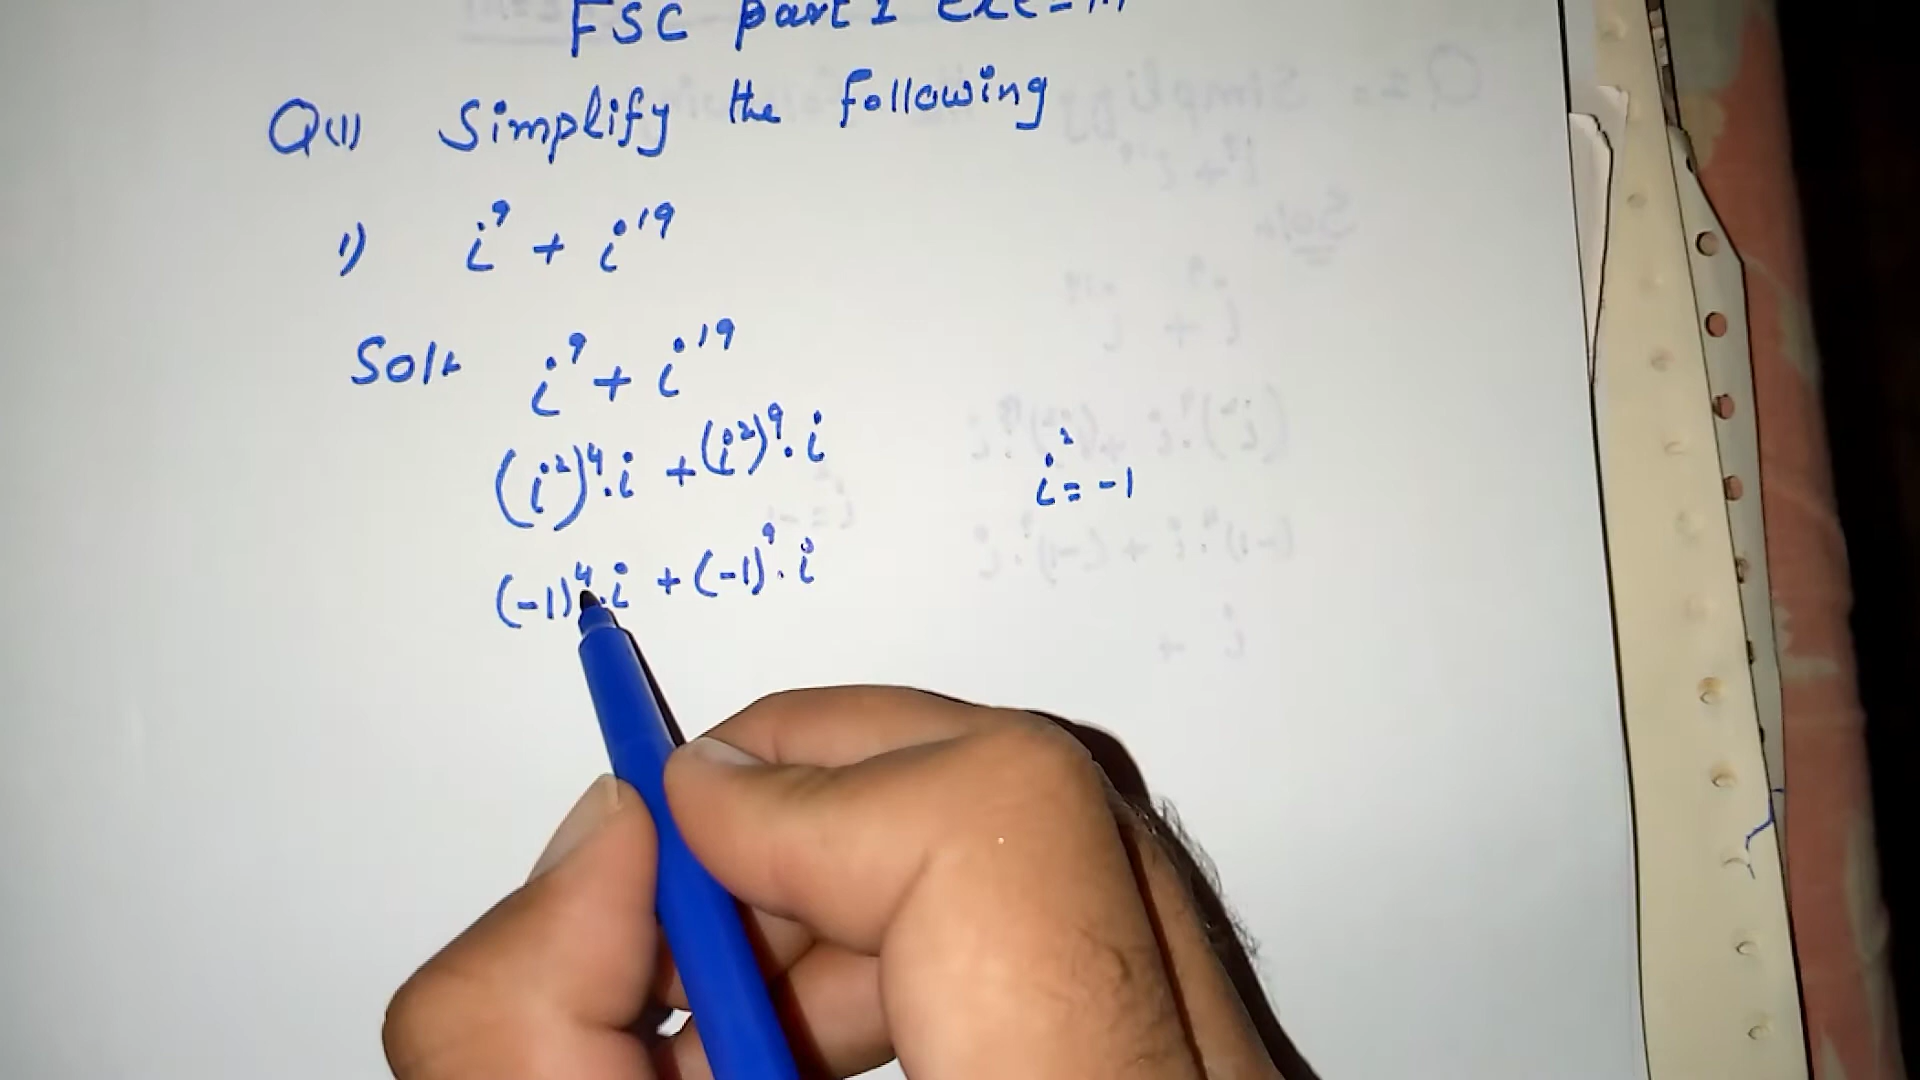 FSC part 1
Q(1) Simplify the following
1) i⁹ + i¹⁹
Sol:- i⁹ + i¹⁹
(i²)⁴.i + (i²)⁹.i
i² = -1
(-1)⁴.i + (-1)⁹.i